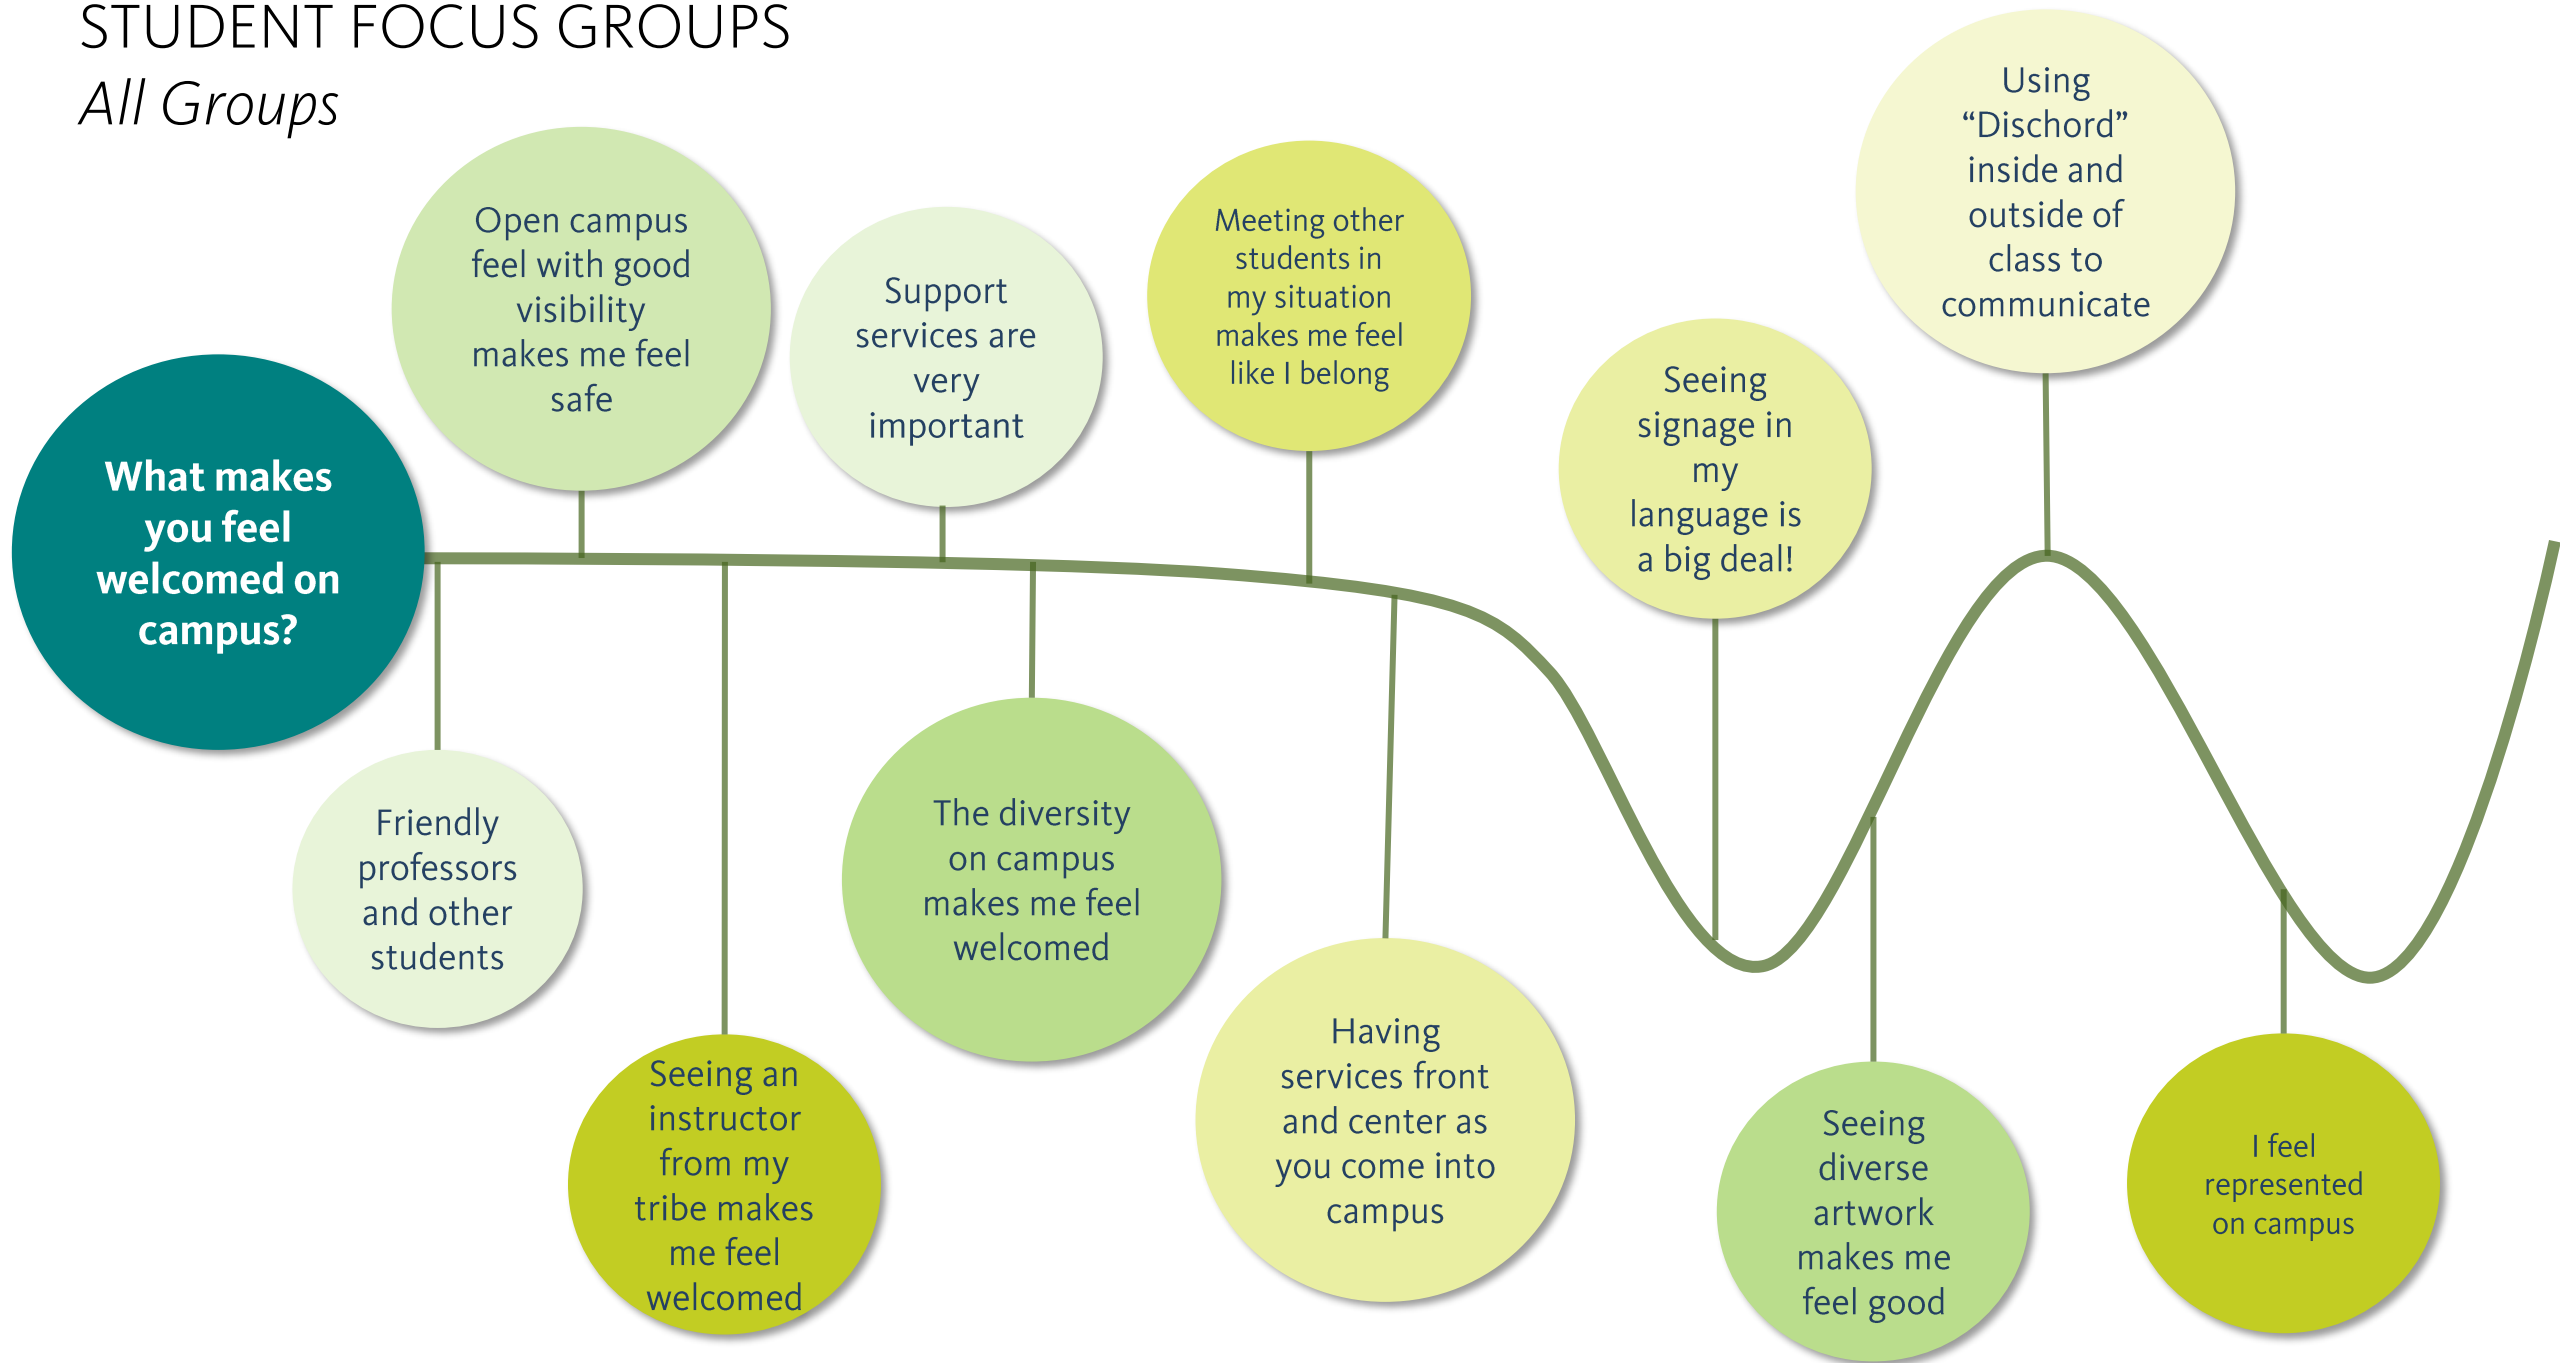 STUDENT FOCUS GROUPS
All Groups
What makes
you feel
welcomed on
campus?
Open campus
feel with good
visibility
makes me feel
safe
Support
services are
very
important
Meeting other
students in
my situation
makes me feel
like I belong
Seeing
signage in
my
language is
a big deal!
Using
“Dischord”
inside and
outside of
class to
communicate
Friendly
professors
and other
students
Seeing an
instructor
from my
tribe makes
me feel
welcomed
The diversity
on campus
makes me feel
welcomed
Having
services front
and center as
you come into
campus
Seeing
diverse
artwork
makes me
feel good
I feel
represented
on campus